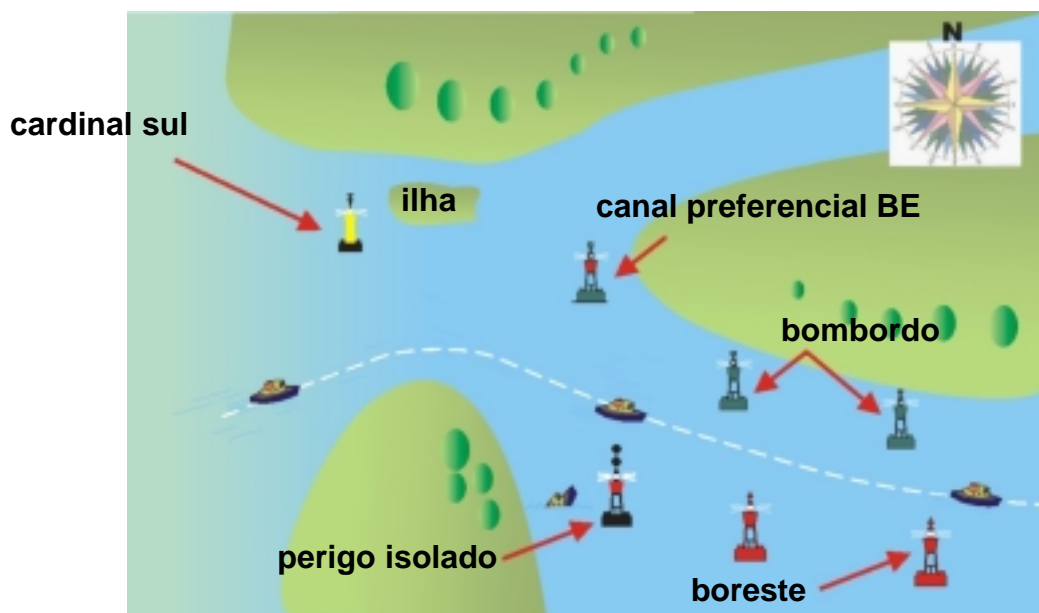 N
cardinal sul
ilha
canal preferencial BE
bombordo
perigo isolado
boreste